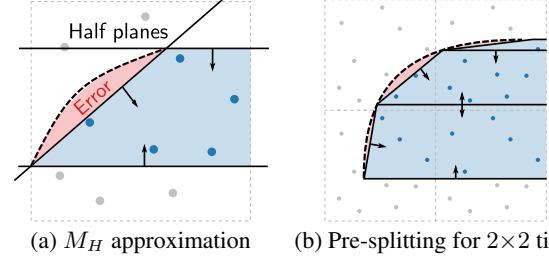 Half planes
Error
(a) M_H approximation
(b) Pre-splitting for 2×2 ti